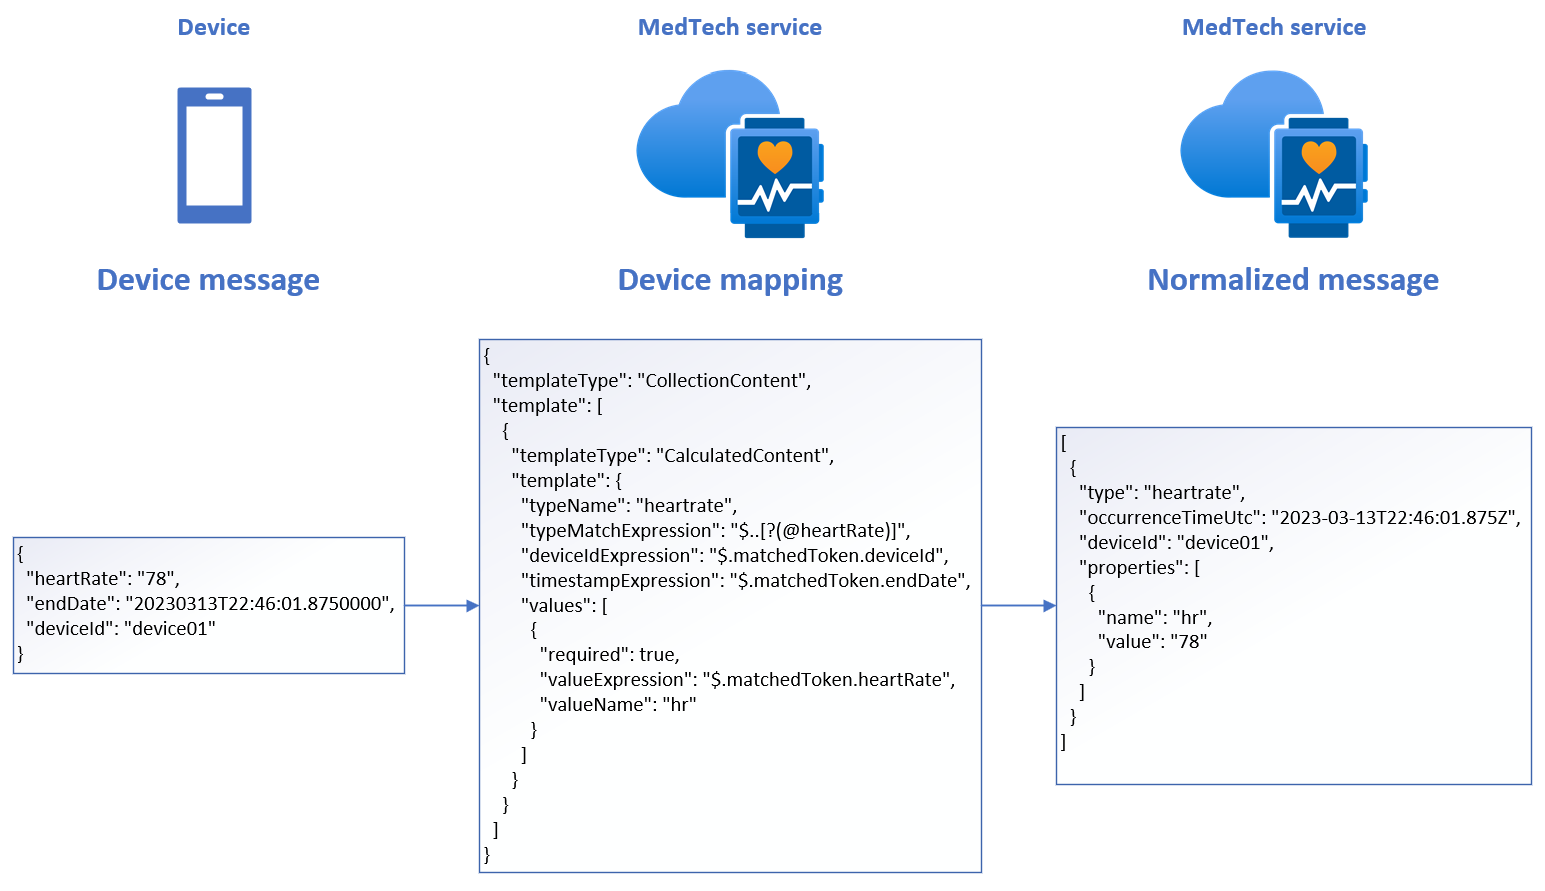 Device
Device message
{
"heartRate": "78",
"endDate": "20230313T22:46:01.8750000",
"deviceId": "device01"
}
MedTech service
Device mapping
{
"templateType": "CollectionContent",
"template": [
{
"templateType": "CalculatedContent",
"template": {
"typeName": "heartrate",
"typeMatchExpression": "$..[?(@heartRate)]",
"deviceIdExpression": "$.matchedToken.deviceId",
"timestampExpression": "$.matchedToken.endDate",
"values": [
{
"required": true,
"valueExpression": "$.matchedToken.heartRate",
"valueName": "hr"
}
]
}
}
]
}
MedTech service
Normalized message
[
{
"type": "heartrate",
"occurrenceTimeUtc": "2023-03-13T22:46:01.875Z",
"deviceId": "device01",
"properties": [
{
"name": "hr",
"value": "78"
}
]
}
]